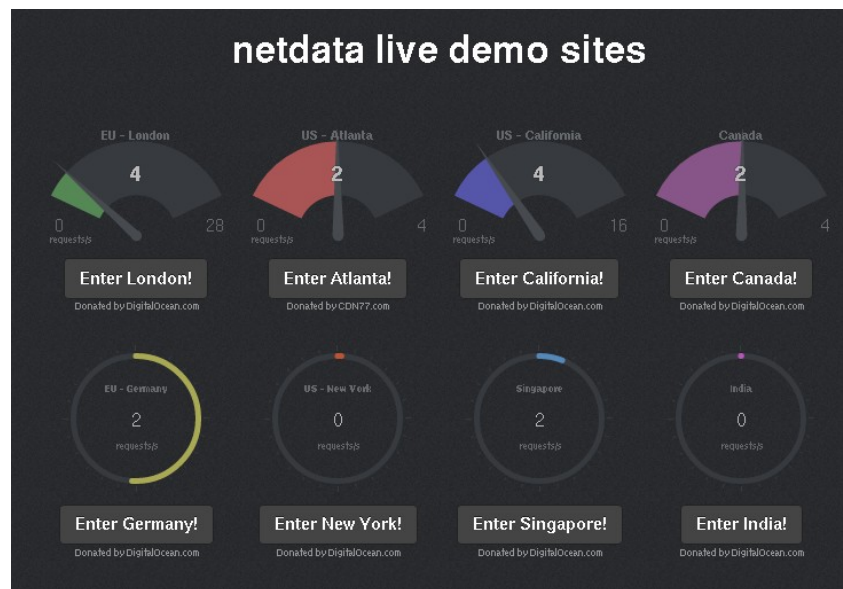 netdata live demo sites
EU - London
4
0
28
requests/s
Enter London!
Donated by DigitalOcean.com
US - Atlanta
2
0
4
requests/s
Enter Atlanta!
Donated by CDN77.com
US - California
4
0
16
requests/s
Enter California!
Donated by DigitalOcean.com
Canada
2
0
4
requests/s
Enter Canada!
Donated by DigitalOcean.com
EU - Germany
2
requests/s
Enter Germany!
Donated by DigitalOcean.com
US - New York
0
requests/s
Enter New York!
Donated by DigitalOcean.com
Singapore
2
requests/s
Enter Singapore!
Donated by DigitalOcean.com
India
0
requests/s
Enter India!
Donated by DigitalOcean.com